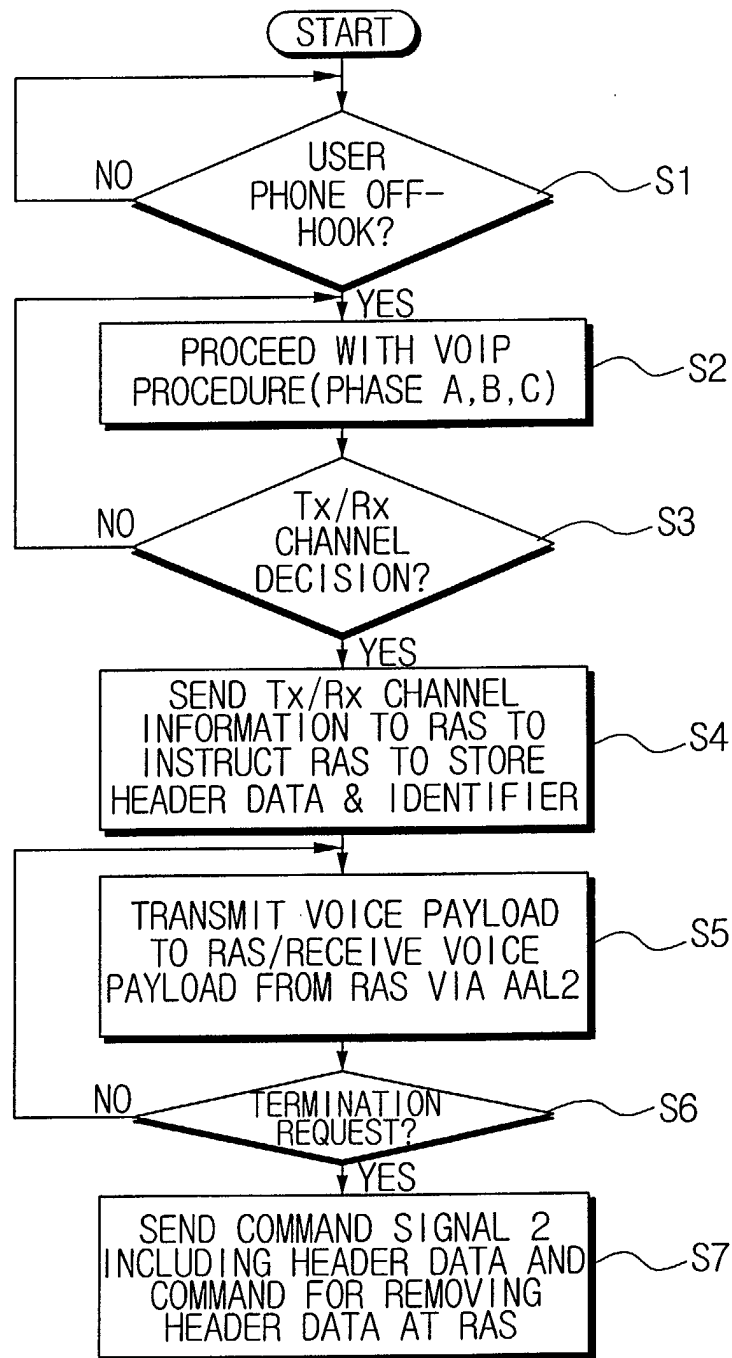 START
USER
PHONE OFF-
HOOK?
NO
S1
YES
PROCEED WITH VOIP
PROCEDURE(PHASE A,B,C)
S2
Tx/Rx
CHANNEL
DECISION?
NO
S3
YES
SEND Tx/Rx CHANNEL
INFORMATION TO RAS TO
INSTRUCT RAS TO STORE
HEADER DATA & IDENTIFIER
S4
TRANSMIT VOICE PAYLOAD
TO RAS/RECEIVE VOICE
PAYLOAD FROM RAS VIA AAL2
S5
TERMINATION
REQUEST?
NO
S6
YES
SEND COMMAND SIGNAL 2
INCLUDING HEADER DATA AND
COMMAND FOR REMOVING
HEADER DATA AT RAS
S7